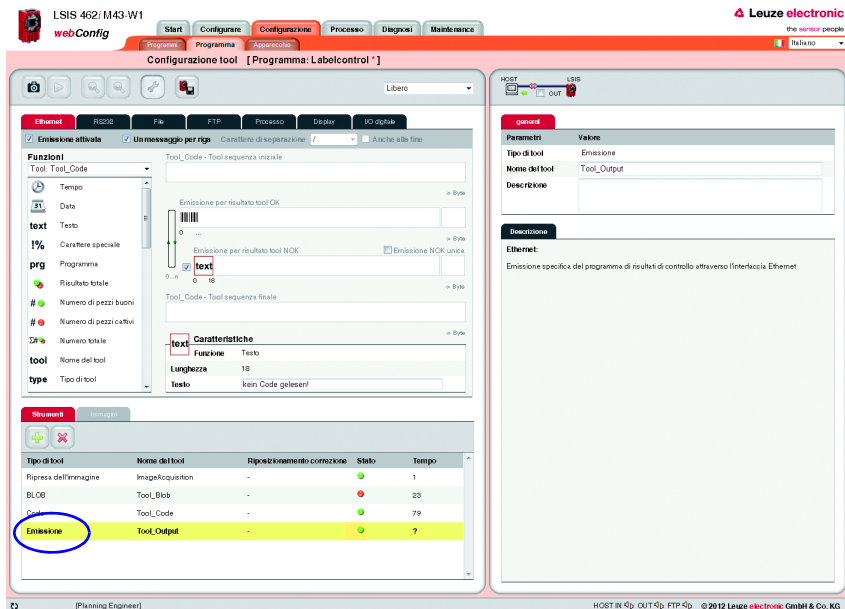 LSIS 462i M43-W1
webConfig
Start Configurare Configurazione Processo Diagnosi Maintenance
Leuze electronic
the sensor people
Programmi Programma Apparecchio
Italiano
Configurazione tool [ Programma: Labelcontrol * ]
Libero
HOST LSIS
OUT
Ethernet RS232 File FTP Processo Display I/O digitale
Emissione attivata Un messaggio per riga Carattere di separazione / Anche alla fine
Funzioni
Tool: Tool_Code
Tempo
31 Data
text Testo
!% Carattere speciale
prg Programma
Risultato totale
# Numero di pezzi buoni
# Numero di pezzi cattivi
Σ# Numero totale
tool Nome del tool
type Tipo di tool
Tool_Code - Tool sequenza iniziale
Byte
Emissione per risultato tool OK
0 ...
Byte
Emissione per risultato tool NOK Emissione NOK unica
text
0...n 0 18
Byte
Tool_Code - Tool sequenza finale
Byte
text Caratteristiche
Funzione Testo
Lunghezza 18
Testo kein Code gelesen!
general
Parametri Valore
Tipo di tool Emissione
Nome del tool Tool_Output
Descrizione
Descrizione
Ethernet:
Emissione specifica del programma di risultati di controllo attraverso l'interfaccia Ethernet
Strumenti Immagini
Tipo di tool Nome del tool Riposizionamento correzione Stato Tempo
Ripresa dell'immagine ImageAcquisition - 1
BLOB Tool_Blob - 23
Code Tool_Code - 79
Emissione Tool_Output - ?
[Planning Engineer]
HOST IN OUT FTP © 2012 Leuze electronic GmbH & Co. KG